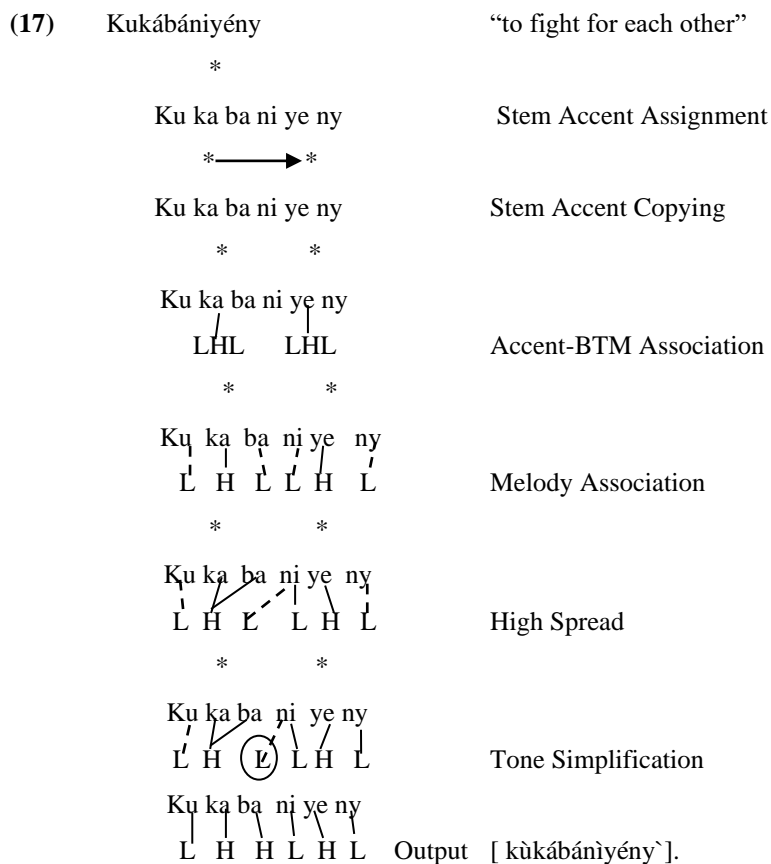 (17) Kukábániyény “to fight for each other”
*
Ku ka ba ni ye ny Stem Accent Assignment
* *
Ku ka ba ni ye ny Stem Accent Copying
* *
Ku ka ba ni ye ny
LHL LHL Accent-BTM Association
* *
Ku ka ba ni ye ny
L H L L H L Melody Association
* *
Ku ka ba ni ye ny
L H L L H L High Spread
* *
Ku ka ba ni ye ny
L H L L H L Tone Simplification
Ku ka ba ni ye ny
L H H L H L Output [ kùkábánìyény`].